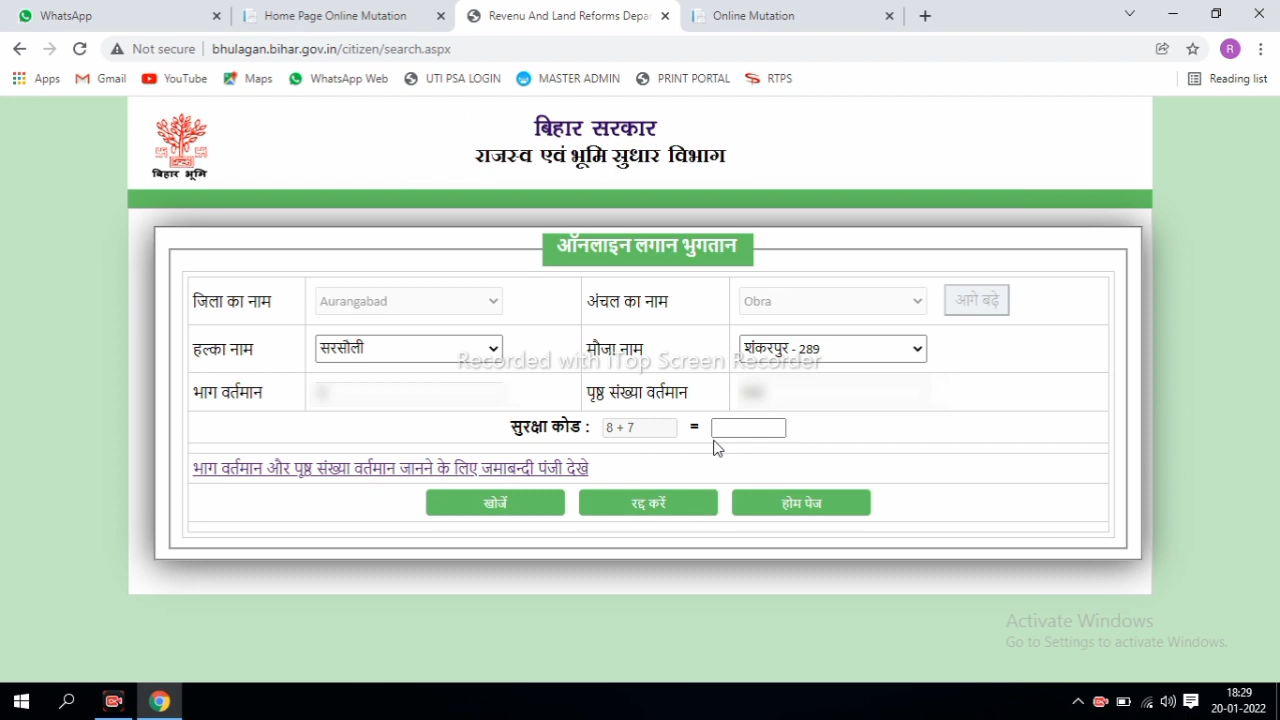 WhatsApp
Home Page Online Mutation
Revenu And Land Reforms Depa
Online Mutation
Not secure
bhulagan.bihar.gov.in/citizen/search.aspx
R
Apps
Gmail
YouTube
Maps
WhatsApp Web
UTI PSA LOGIN
MASTER ADMIN
PRINT PORTAL
RTPS
Reading list
बिहार सरकार
राजस्व एवं भूमि सुधार विभाग
बिहार भूमि
ऑनलाइन लगान भुगतान
जिला का नाम Aurangabad अंचल का नाम Obra आगे बढ़े
हल्का नाम सरसौली मौजा नाम शंकरपुर - 289
Recorded with iTop Screen Recorder
भाग वर्तमान पृष्ठ संख्या वर्तमान
सुरक्षा कोड : 8 + 7 =
भाग वर्तमान और पृष्ठ संख्या वर्तमान जानने के लिए जमाबन्दी पंजी देखे
खोजें रद्द करें होम पेज
Activate Windows
Go to Settings to activate Windows.
18:29
20-01-2022